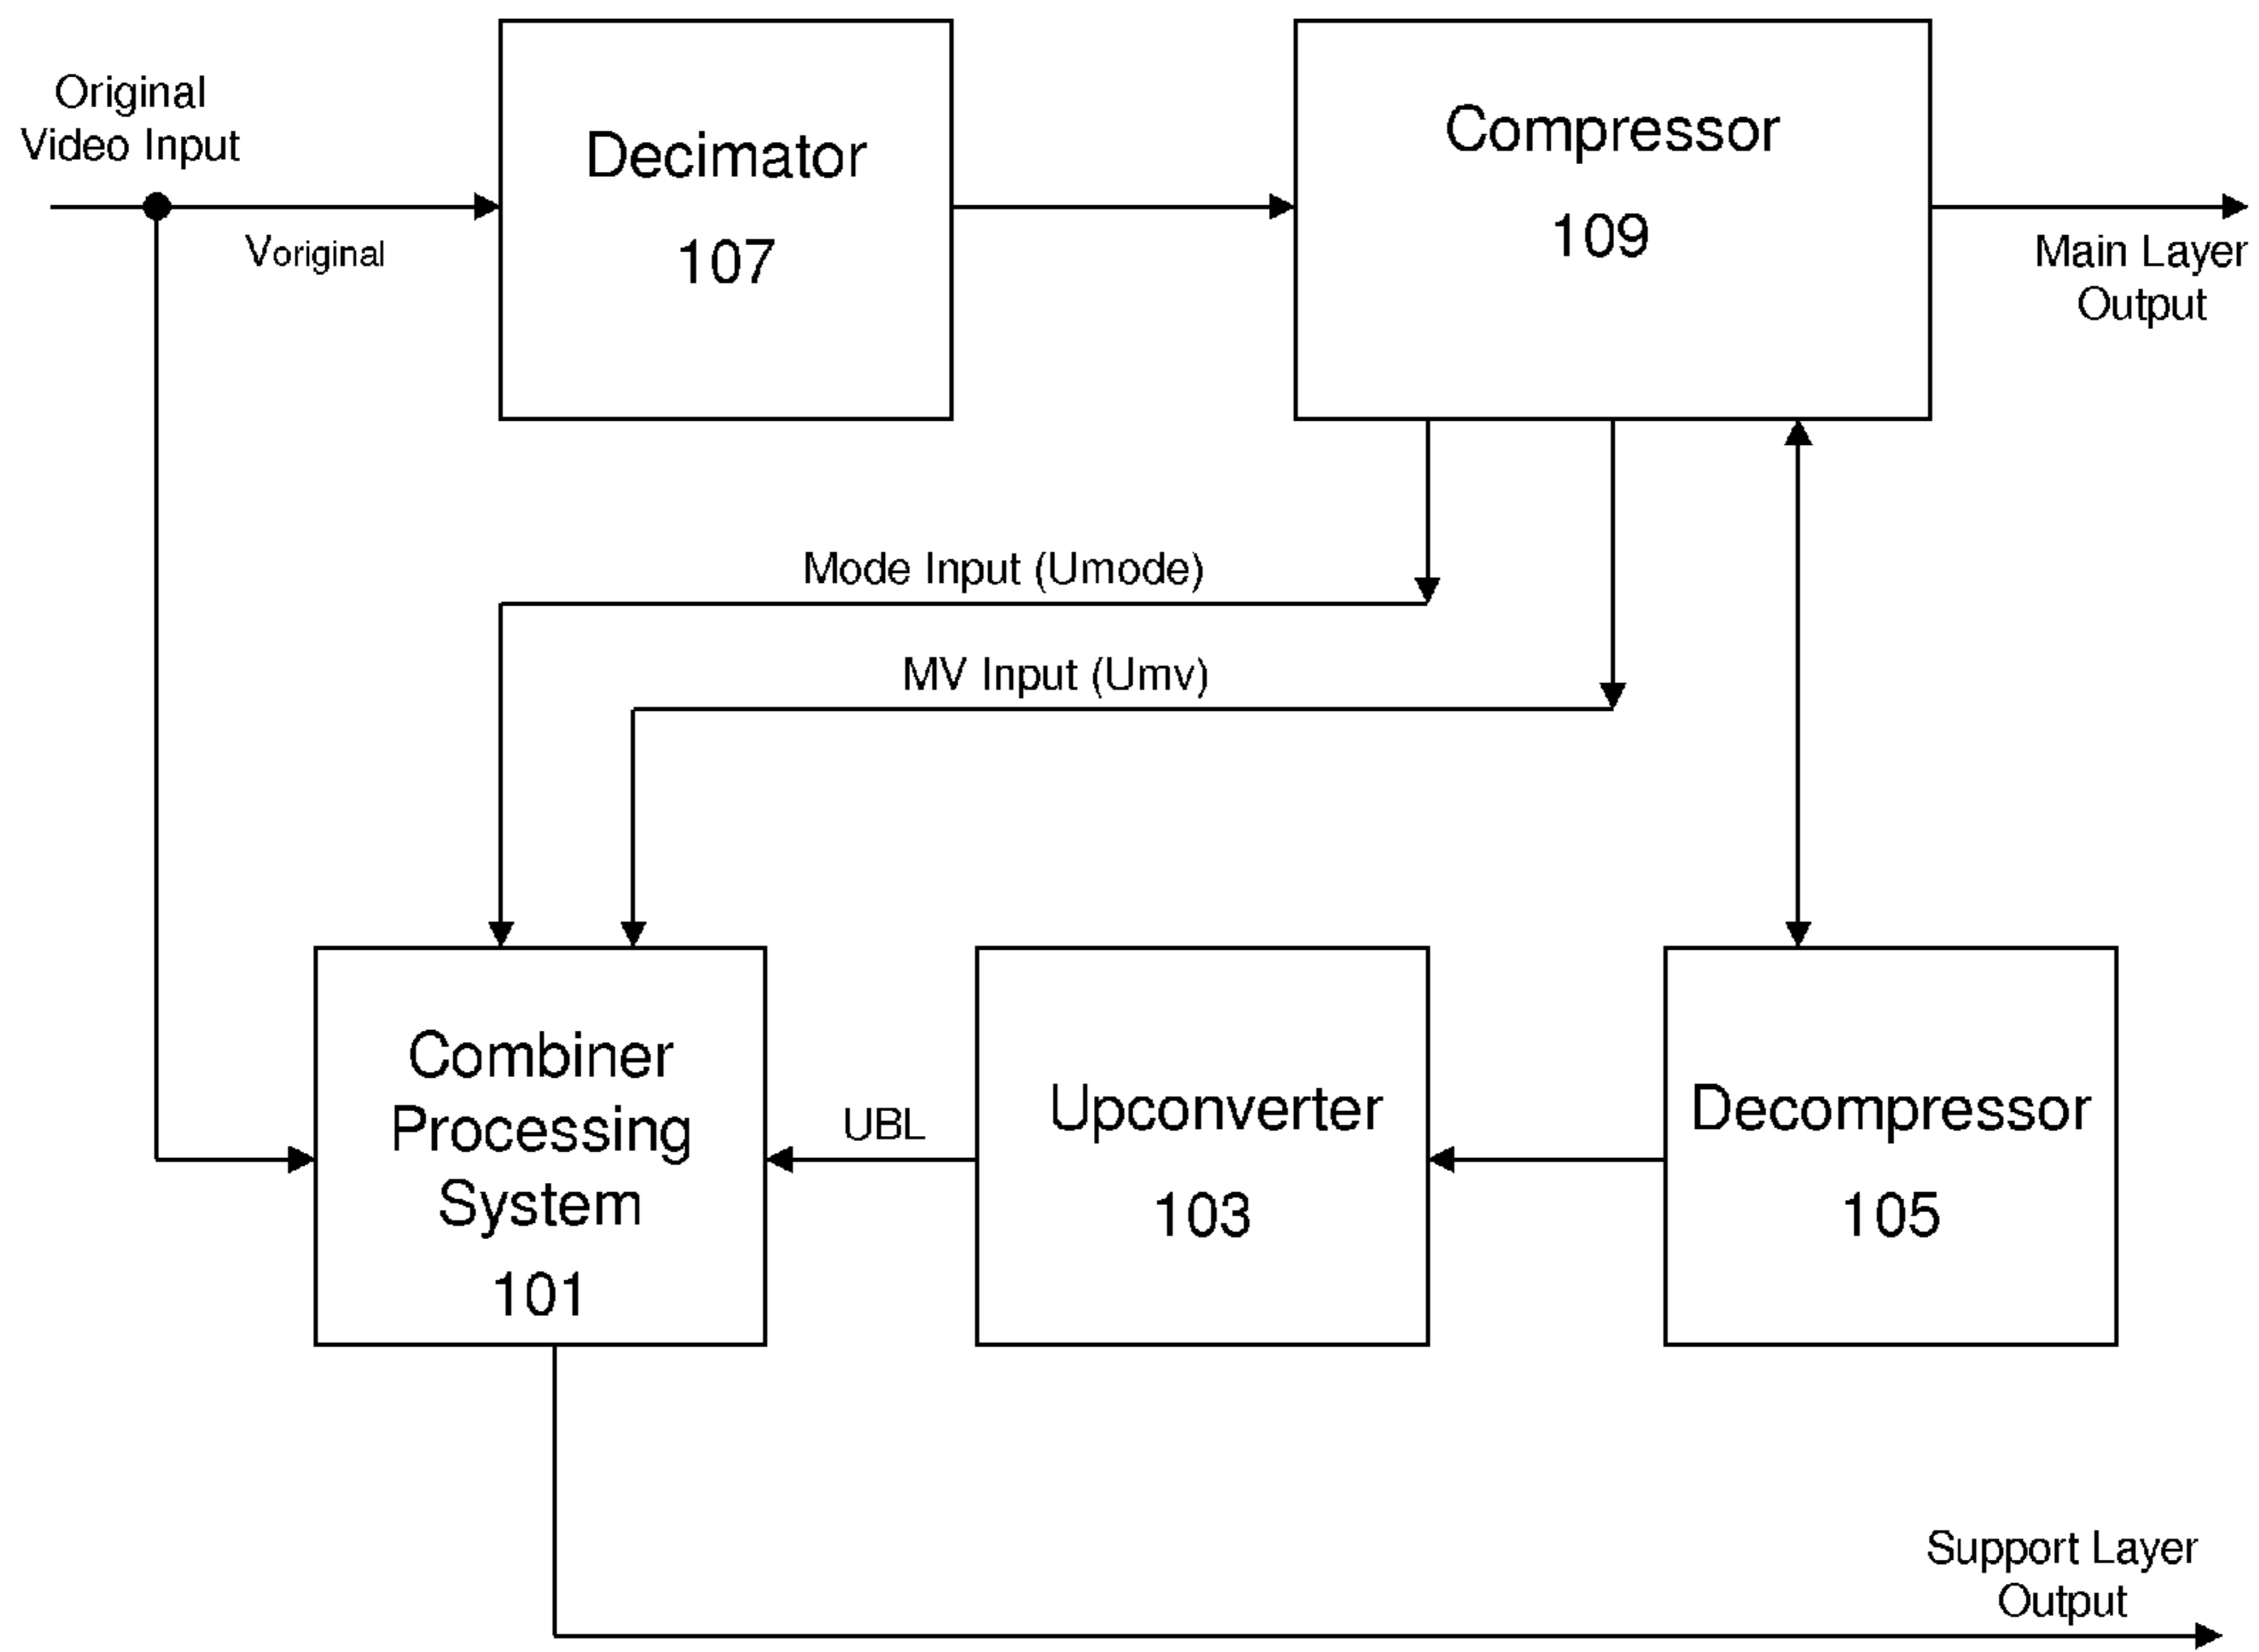 Original
Video Input
Voriginal
Decimator
107
Compressor
109
Main Layer
Output
Mode Input (Umode)
MV Input (Umv)
Combiner
Processing
System
101
UBL
Upconverter
103
Decompressor
105
Support Layer
Output